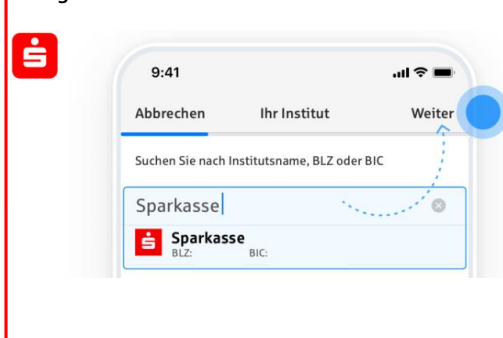 9:41
Abbrechen Ihr Institut Weiter
Suchen Sie nach Institutsname, BLZ oder BIC
Sparkasse
Sparkasse
BLZ: BIC: